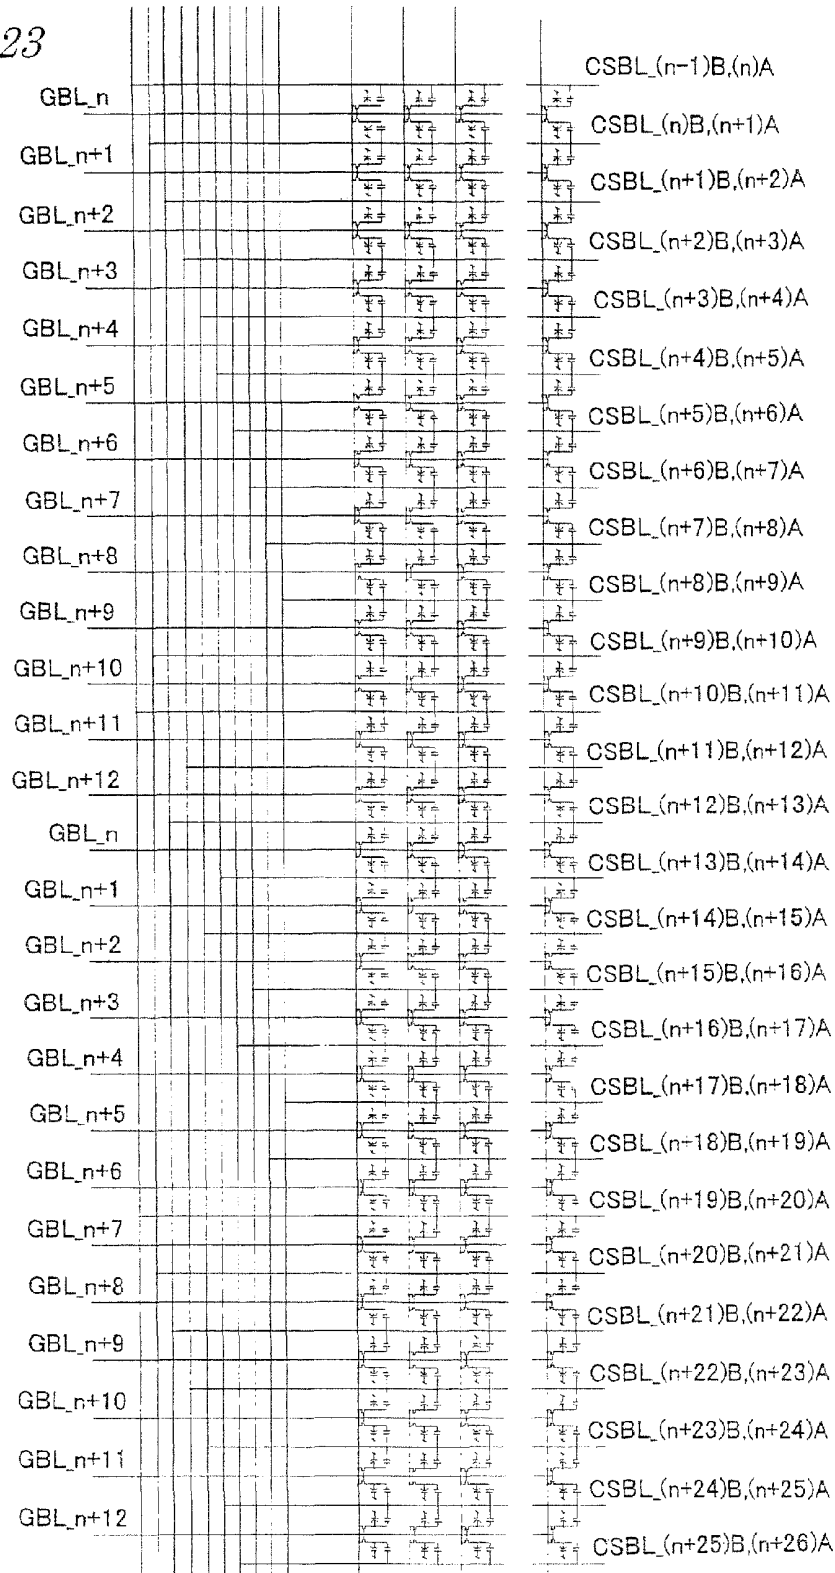 23
CSBL_(n-1)B,(n)A
GBL_n
CSBL_(n)B,(n+1)A
GBL_n+1
CSBL_(n+1)B,(n+2)A
GBL_n+2
CSBL_(n+2)B,(n+3)A
GBL_n+3
CSBL_(n+3)B,(n+4)A
GBL_n+4
CSBL_(n+4)B,(n+5)A
GBL_n+5
CSBL_(n+5)B,(n+6)A
GBL_n+6
CSBL_(n+6)B,(n+7)A
GBL_n+7
CSBL_(n+7)B,(n+8)A
GBL_n+8
CSBL_(n+8)B,(n+9)A
GBL_n+9
CSBL_(n+9)B,(n+10)A
GBL_n+10
CSBL_(n+10)B,(n+11)A
GBL_n+11
CSBL_(n+11)B,(n+12)A
GBL_n+12
CSBL_(n+12)B,(n+13)A
GBL_n
CSBL_(n+13)B,(n+14)A
GBL_n+1
CSBL_(n+14)B,(n+15)A
GBL_n+2
CSBL_(n+15)B,(n+16)A
GBL_n+3
CSBL_(n+16)B,(n+17)A
GBL_n+4
CSBL_(n+17)B,(n+18)A
GBL_n+5
CSBL_(n+18)B,(n+19)A
GBL_n+6
CSBL_(n+19)B,(n+20)A
GBL_n+7
CSBL_(n+20)B,(n+21)A
GBL_n+8
CSBL_(n+21)B,(n+22)A
GBL_n+9
CSBL_(n+22)B,(n+23)A
GBL_n+10
CSBL_(n+23)B,(n+24)A
GBL_n+11
CSBL_(n+24)B,(n+25)A
GBL_n+12
CSBL_(n+25)B,(n+26)A